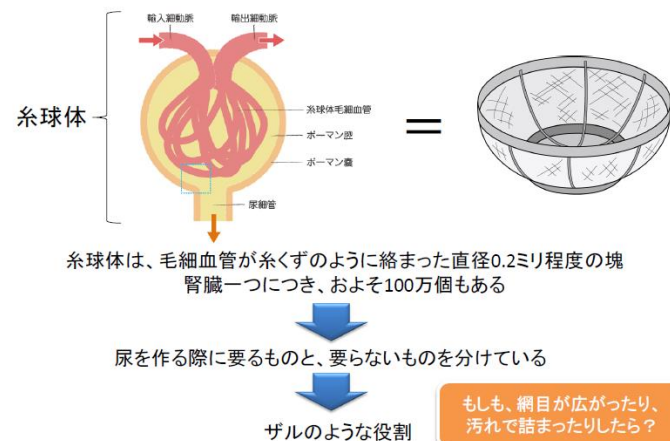 輸入細動脈
輸出細動脈
糸球体
糸球体毛細血管
ボーマン腔
ボーマン嚢
尿細管
=
糸球体は、毛細血管が糸くずのように絡まった直径0.2ミリ程度の塊
腎臓一つにつき、およそ100万個もある
尿を作る際に要るものと、要らないものを分けている
ザルのような役割
もしも、網目が広がったり、
汚れで詰まったりしたら？